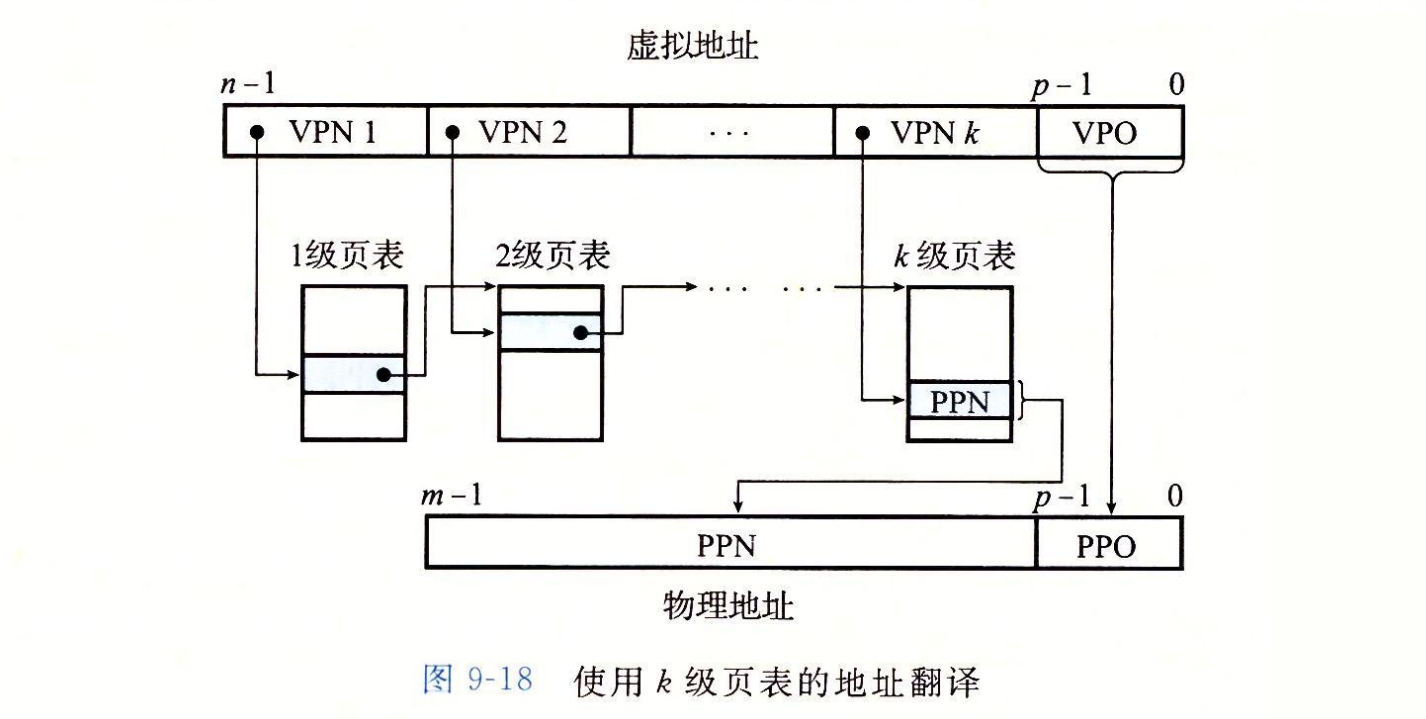 虚拟地址
n-1 p-1 0
VPN 1 VPN 2 ... VPN k VPO
1级页表 2级页表 k 级页表
... ...
PPN
m-1 p-1 0
PPN PPO
物理地址
图 9-18 使用 k 级页表的地址翻译